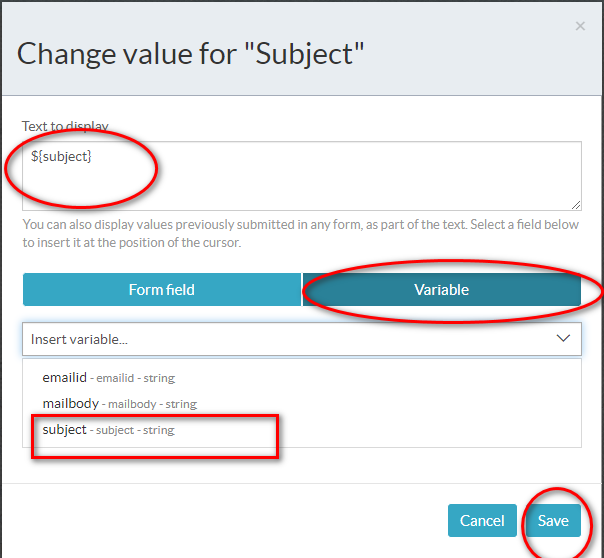 ×
Change value for "Subject"
Text to display
${subject}
You can also display values previously submitted in any form, as part of the text. Select a field below
to insert it at the position of the cursor.
Form field Variable
Insert variable...
emailid - emailid - string
mailbody - mailbody - string
subject - subject - string
Cancel Save